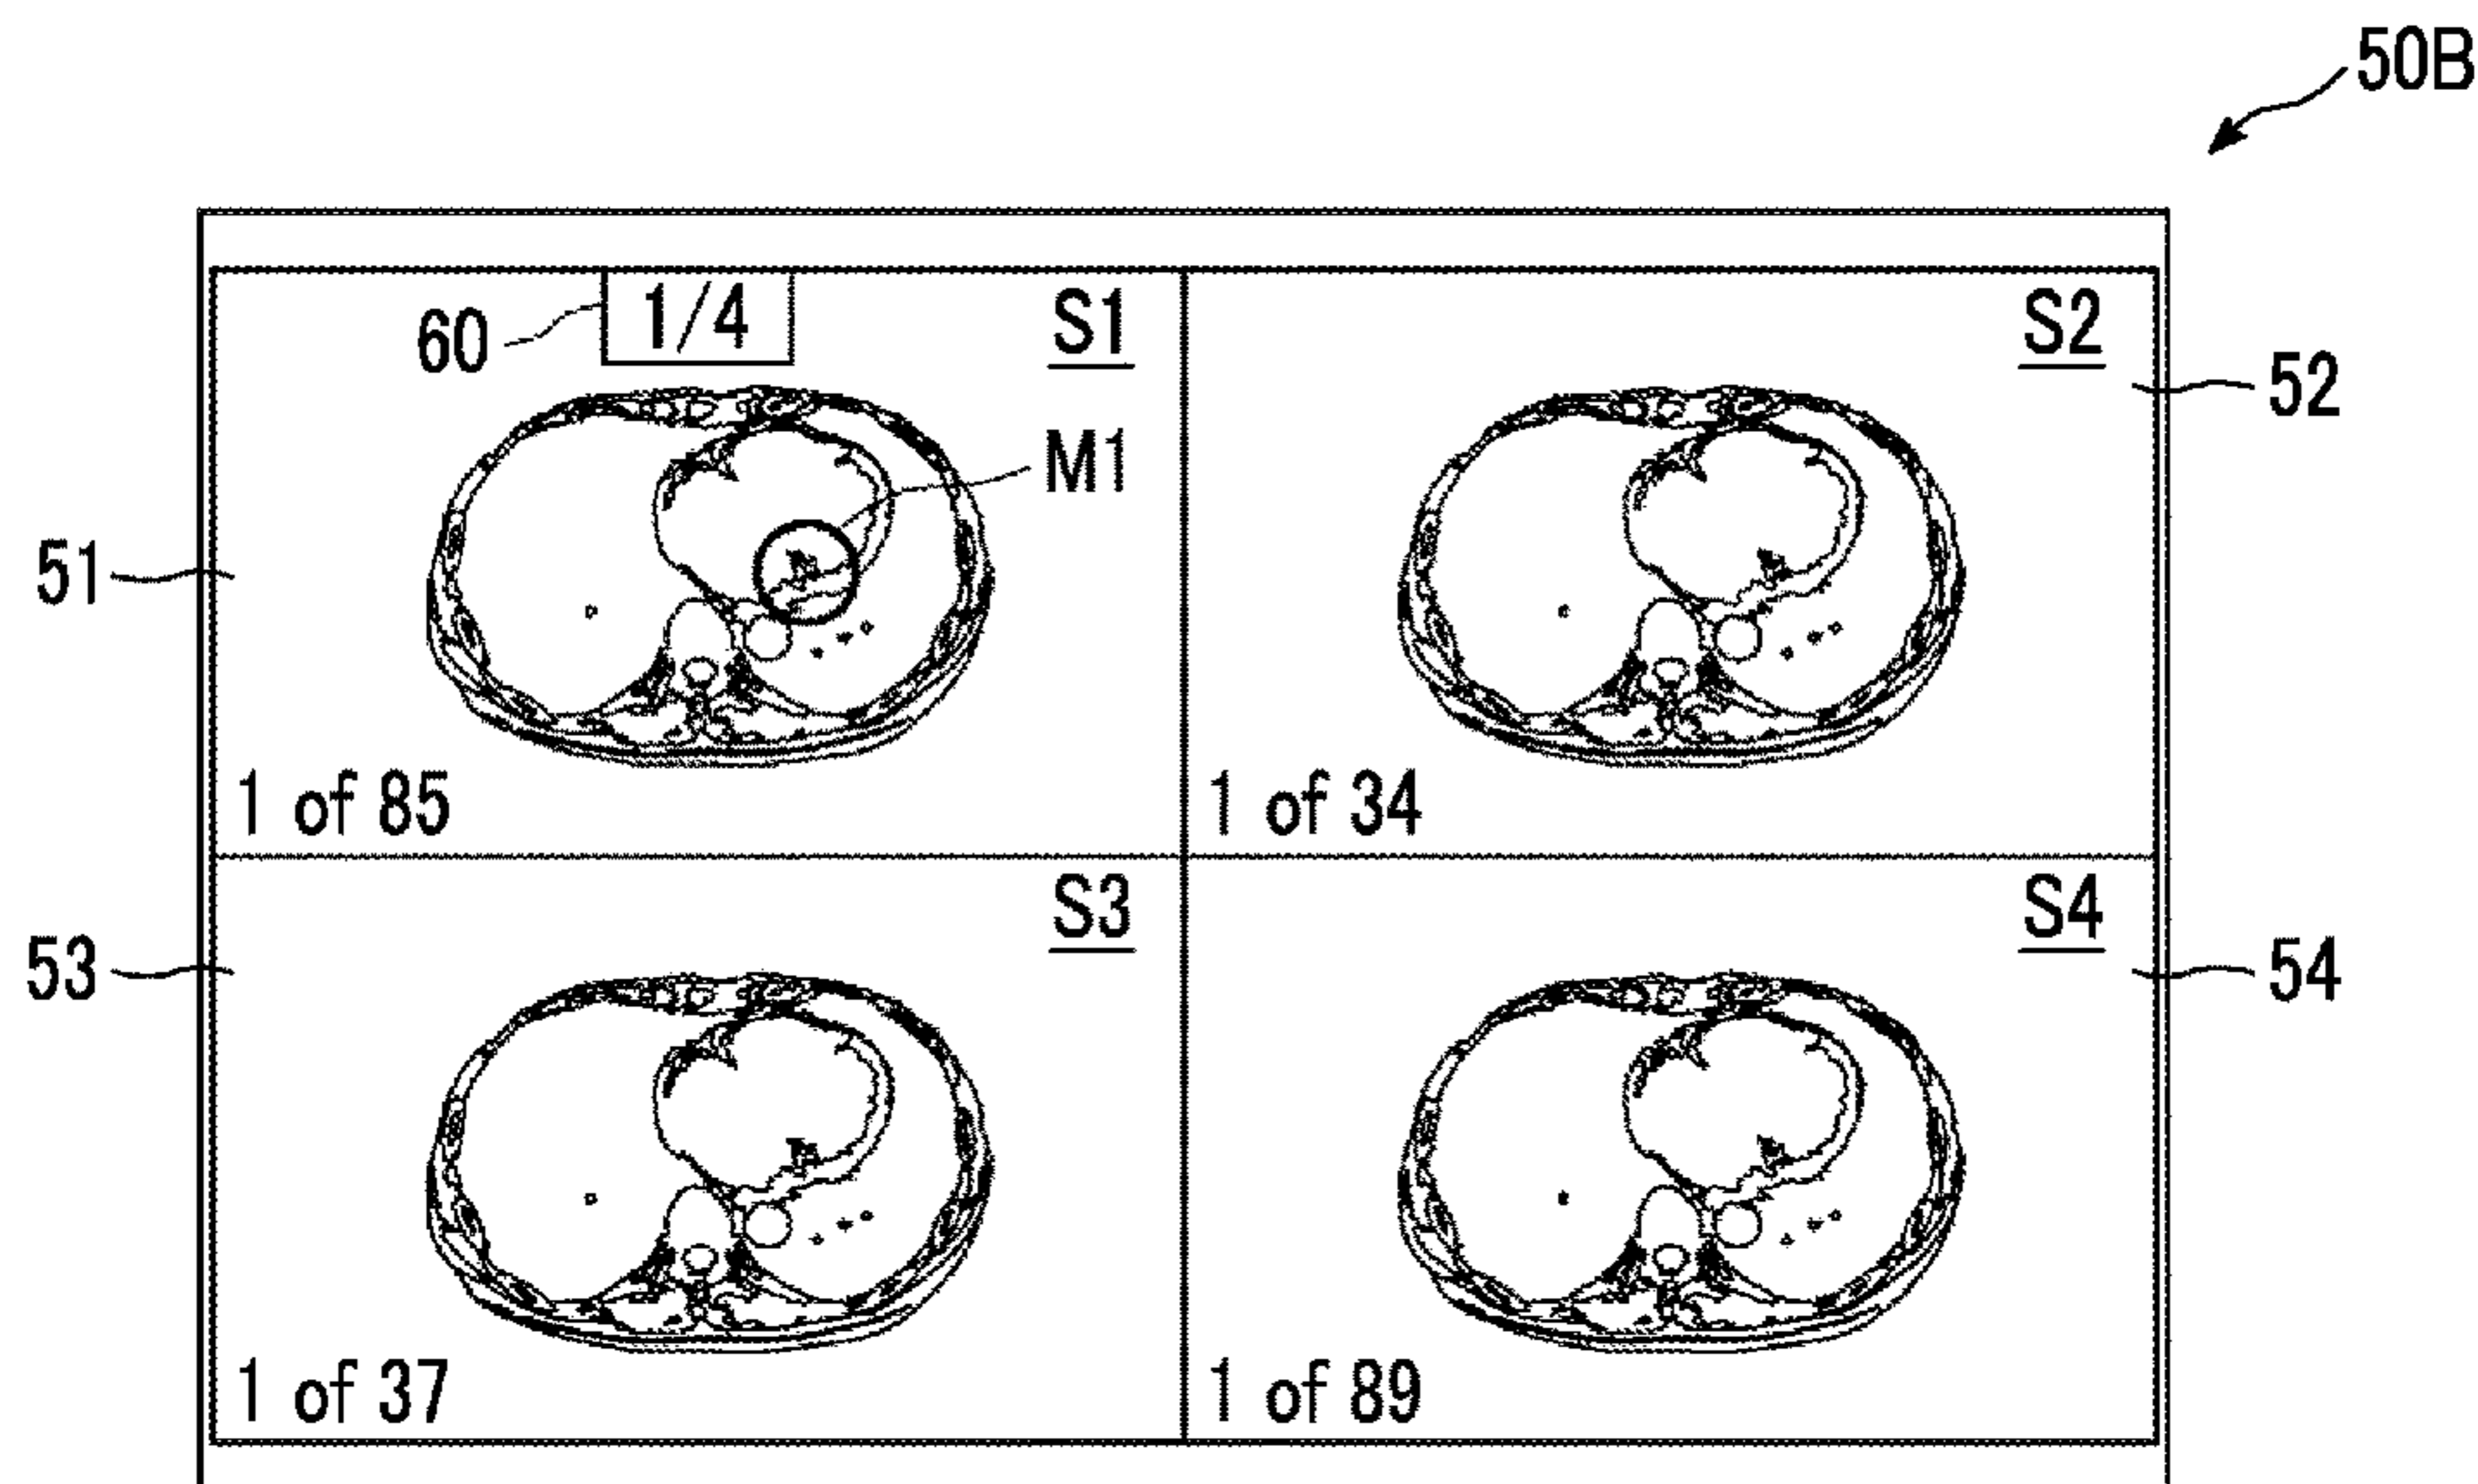 50B
60
1/4
S1
S2
52
M1
51
1 of 85
1 of 34
S3
S4
53
54
1 of 37
1 of 89